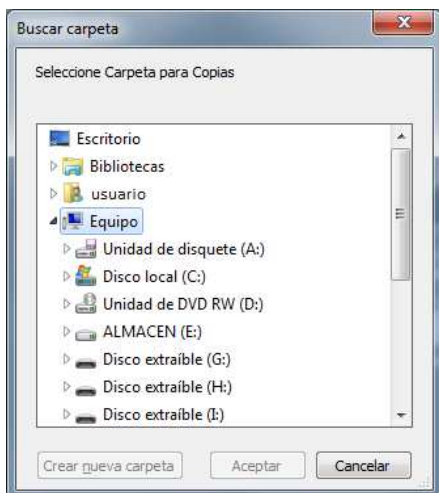 Buscar carpeta
Seleccione Carpeta para Copias
Escritorio
Bibliotecas
usuario
Equipo
Unidad de disquete (A:)
Disco local (C:)
Unidad de DVD RW (D:)
ALMACEN (E:)
Disco extraíble (G:)
Disco extraíble (H:)
Disco extraíble (I:)
Crear nueva carpeta Aceptar Cancelar